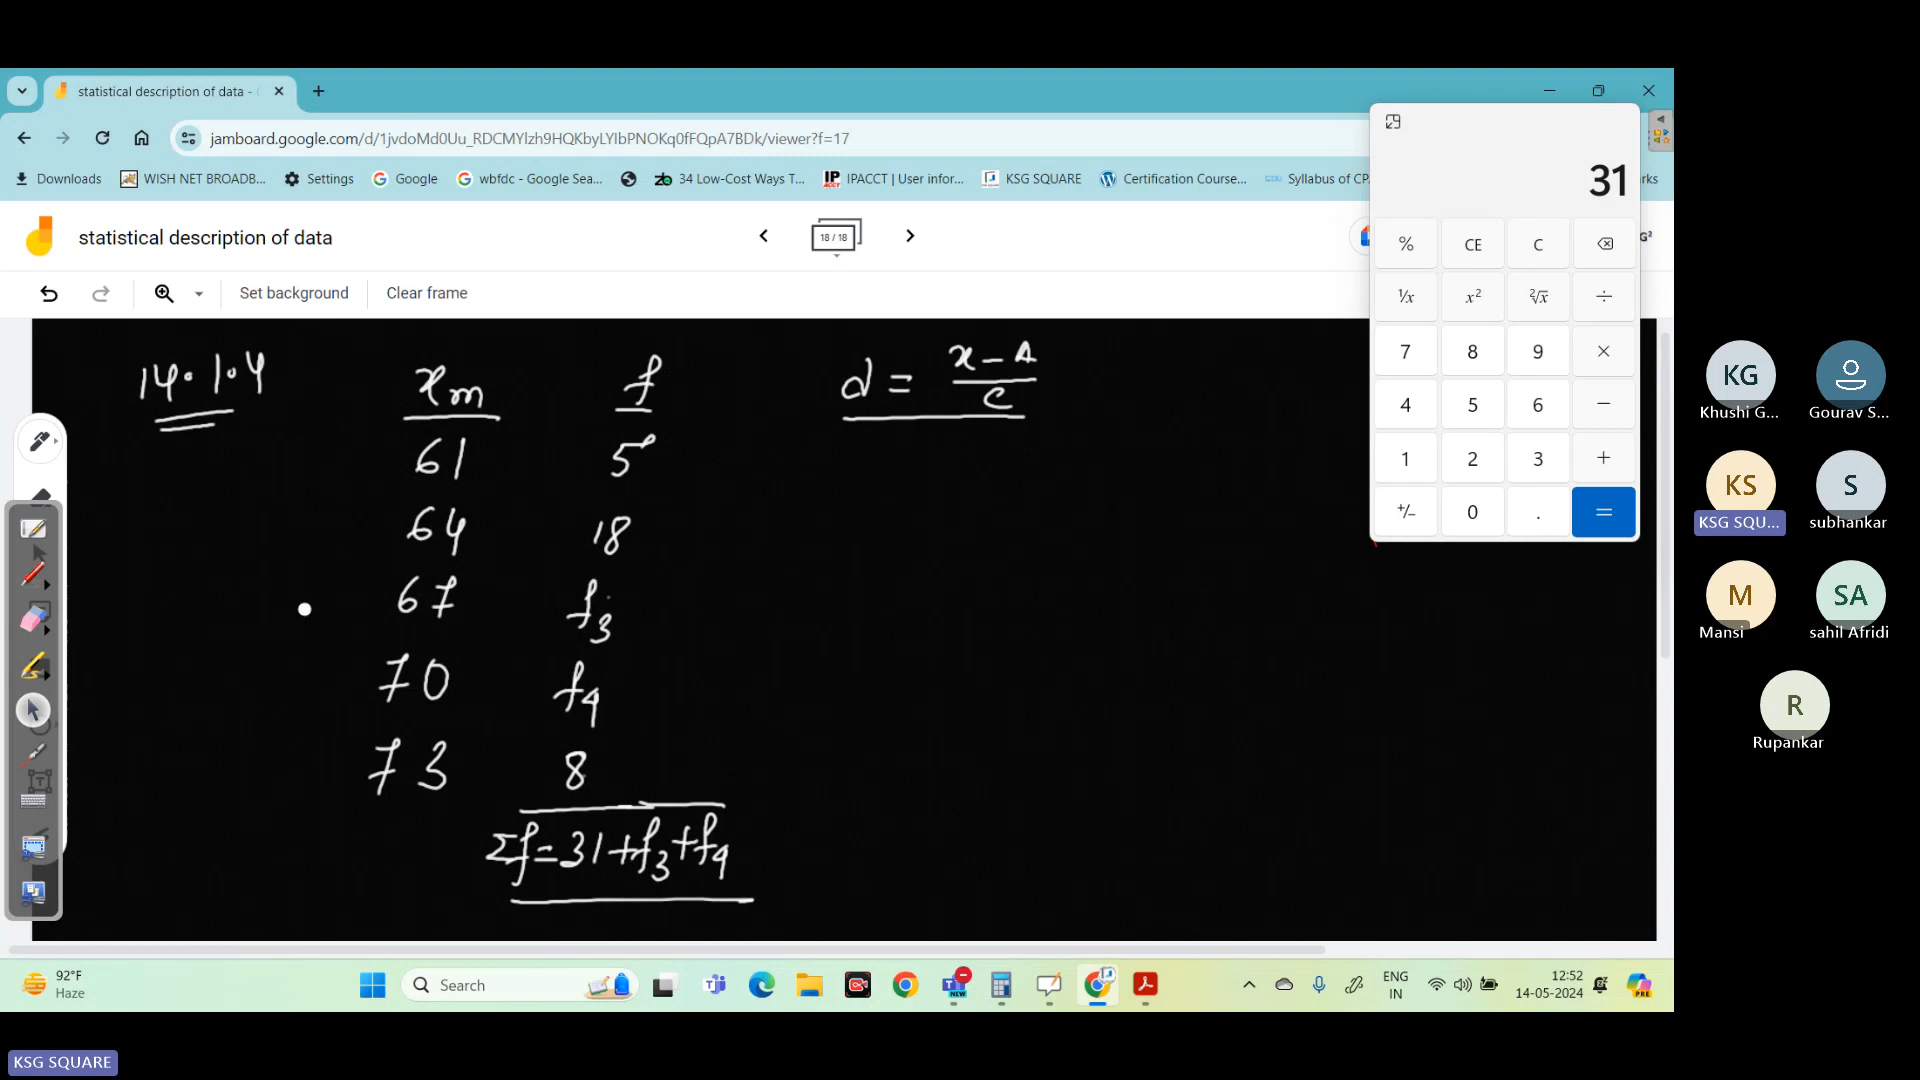 statistical description of data -
jamboard.google.com/d/1jvdoMd0Uu_RDCMYlzh9HQKbyLYlbPNOKq0fFQpA7BDk/viewer?f=17
Downloads WISH NET BROADB... Settings Google wbfdc - Google Sea... 34 Low-Cost Ways T... IPACCT | User infor... KSG SQUARE Certification Course... Syllabus of CP
statistical description of data
18 / 18
Set background Clear frame
31
% CE C
1/x x² ²√x ÷
7 8 9 ×
4 5 6 −
1 2 3 +
+/− 0 . =
14.1.4 xm f d = x-A/c
61 5
64 18
67 f3
70 f4
73 8
Σf=31+f3+f4
KG
Khushi G...
Gourav S...
KS
KSG SQU...
S
subhankar
M
Mansi
SA
sahil Afridi
R
Rupankar
92°F
Haze
Search
NEW
ENG
IN
12:52
14-05-2024
PRE
KSG SQUARE